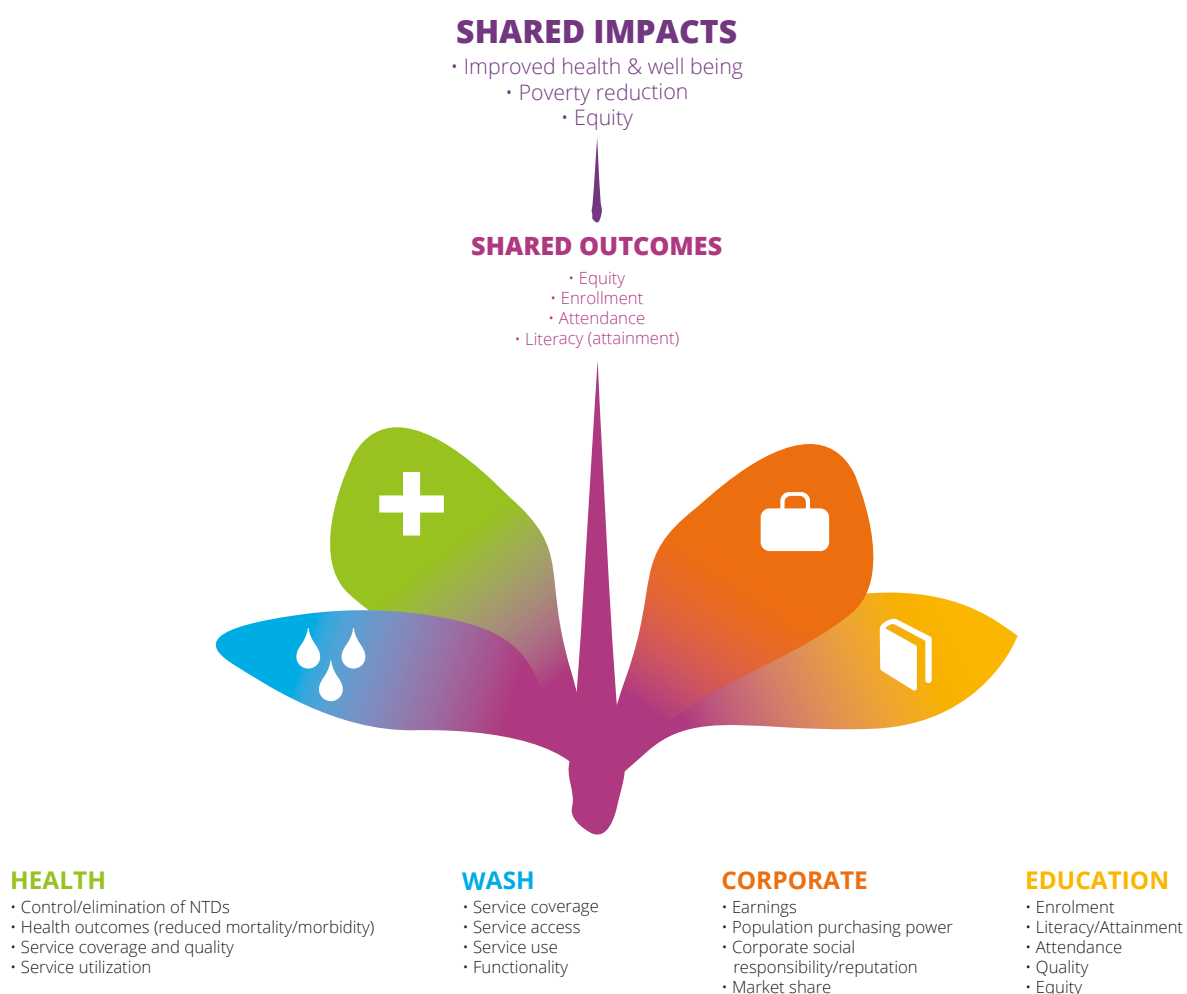 SHARED IMPACTS
• Improved health & well being
• Poverty reduction
• Equity
SHARED OUTCOMES
• Equity
• Enrollment
• Attendance
• Literacy (attainment)
HEALTH
• Control/elimination of NTDs
• Health outcomes (reduced mortality/morbidity)
• Service coverage and quality
• Service utilization
WASH
• Service coverage
• Service access
• Service use
• Functionality
CORPORATE
• Earnings
• Population purchasing power
• Corporate social
responsibility/reputation
• Market share
EDUCATION
• Enrolment
• Literacy/Attainment
• Attendance
• Quality
• Equity